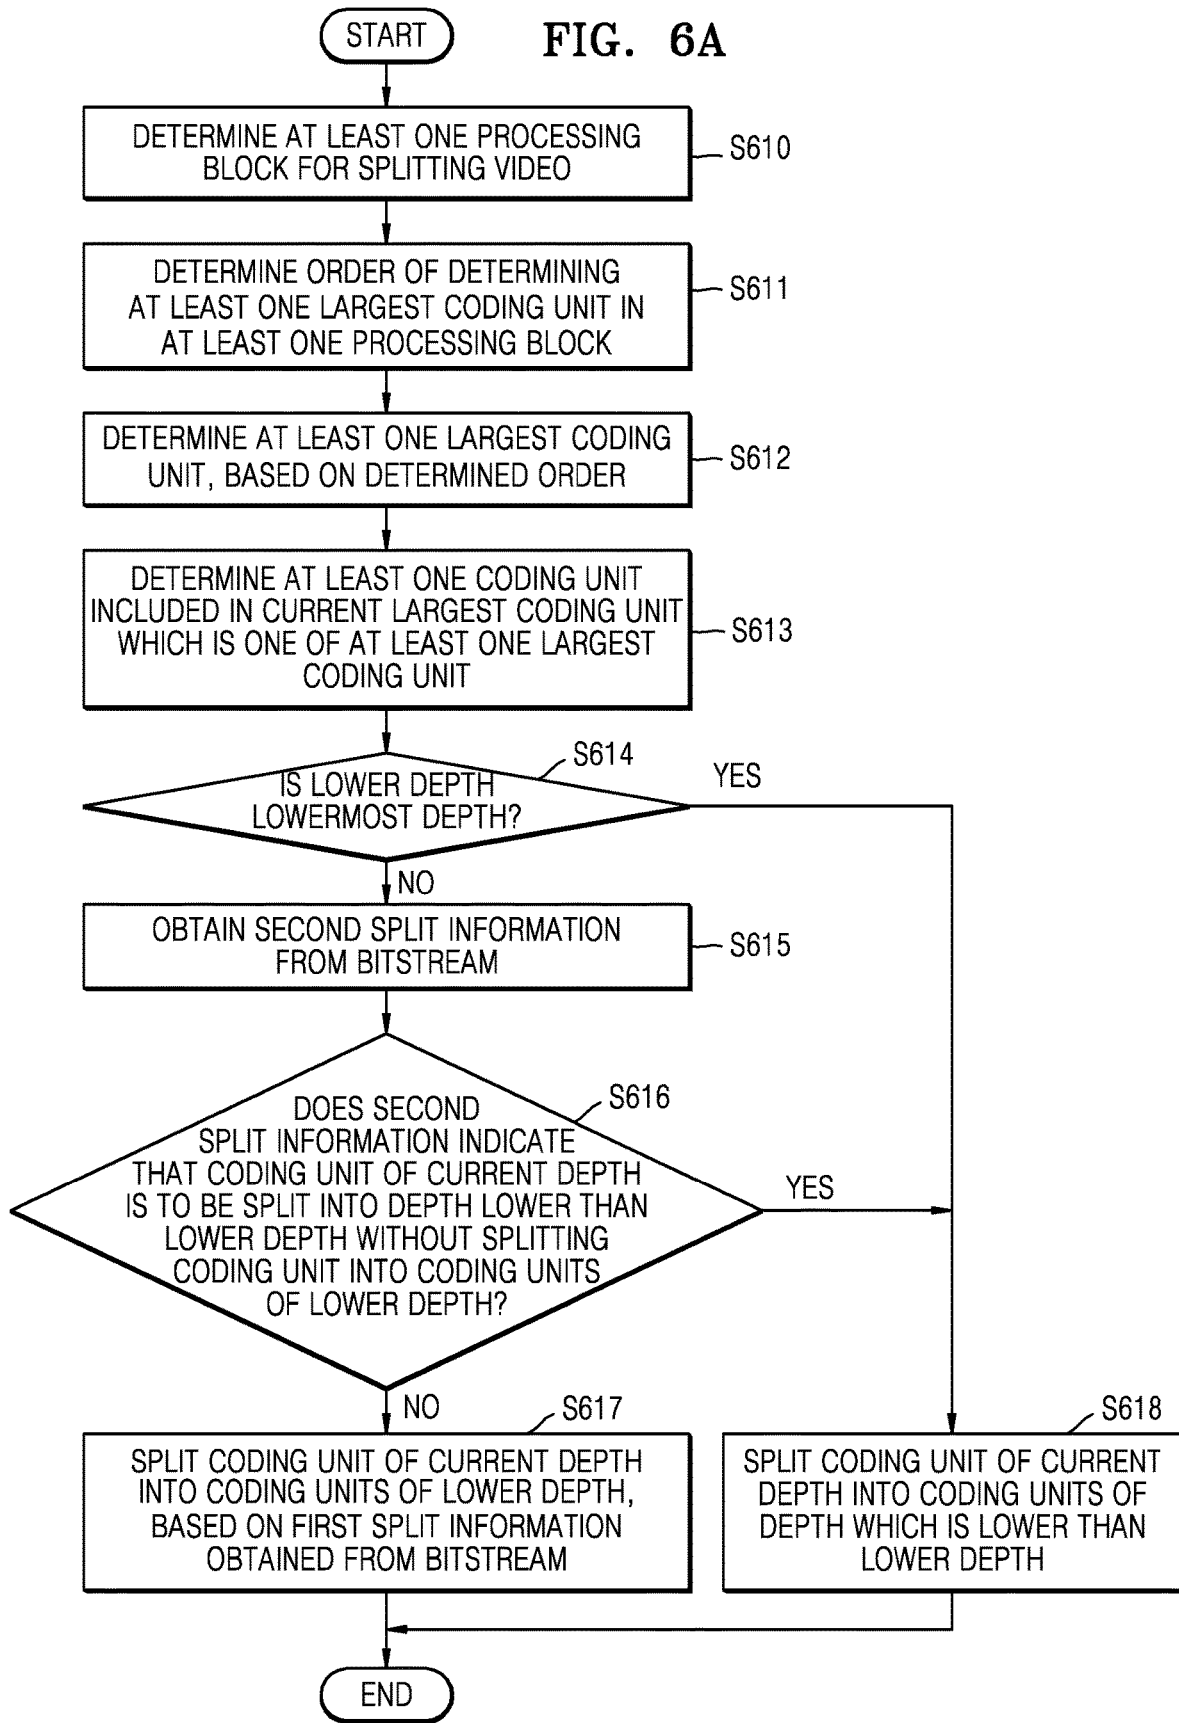 START
FIG. 6A
DETERMINE AT LEAST ONE PROCESSING
BLOCK FOR SPLITTING VIDEO
S610
DETERMINE ORDER OF DETERMINING
AT LEAST ONE LARGEST CODING UNIT IN
AT LEAST ONE PROCESSING BLOCK
S611
DETERMINE AT LEAST ONE LARGEST CODING
UNIT, BASED ON DETERMINED ORDER
S612
DETERMINE AT LEAST ONE CODING UNIT
INCLUDED IN CURRENT LARGEST CODING UNIT
WHICH IS ONE OF AT LEAST ONE LARGEST
CODING UNIT
S613
S614
IS LOWER DEPTH
LOWERMOST DEPTH?
YES
NO
OBTAIN SECOND SPLIT INFORMATION
FROM BITSTREAM
S615
S616
DOES SECOND
SPLIT INFORMATION INDICATE
THAT CODING UNIT OF CURRENT DEPTH
IS TO BE SPLIT INTO DEPTH LOWER THAN
LOWER DEPTH WITHOUT SPLITTING
CODING UNIT INTO CODING UNITS
OF LOWER DEPTH?
YES
NO
S617
SPLIT CODING UNIT OF CURRENT DEPTH
INTO CODING UNITS OF LOWER DEPTH,
BASED ON FIRST SPLIT INFORMATION
OBTAINED FROM BITSTREAM
S618
SPLIT CODING UNIT OF CURRENT
DEPTH INTO CODING UNITS OF
DEPTH WHICH IS LOWER THAN
LOWER DEPTH
END